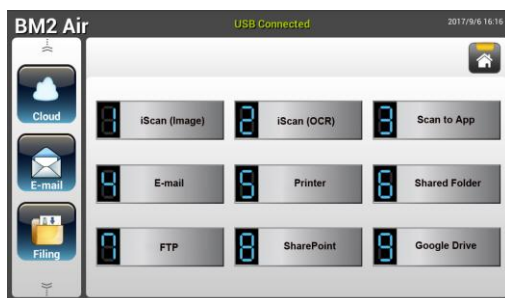 BM2 Air USB Connected 2017/9/6 16:16
Cloud
E-mail
Filing
1 iScan (Image) 2 iScan (OCR) 3 Scan to App
4 E-mail 5 Printer 6 Shared Folder
7 FTP 8 SharePoint 9 Google Drive